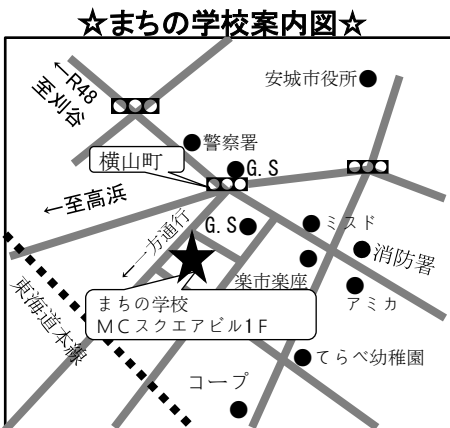 ☆まちの学校案内図☆
←R48
至刈谷
安城市役所
警察署
横山町
G.S
←至高浜
←一方通行
G.S
ミスド
消防署
楽市楽座
アミカ
東海道本線
まちの学校
MCスクエアビル1F
てらべ幼稚園
コープ